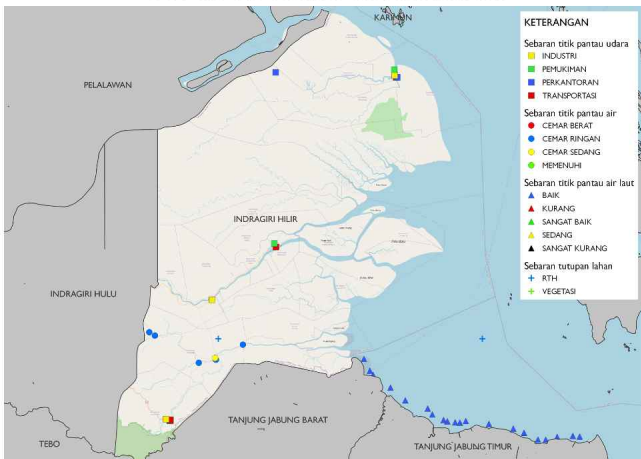 KARIMUN
PELALAWAN
INDRAGIRI HILIR
INDRAGIRI HULU
TANJUNG JABUNG BARAT
TEBO
TANJUNG JABUNG TIMUR
KETERANGAN
Sebaran titik pantau udara
INDUSTRI
PEMUKIMAN
PERKANTORAN
TRANSPORTASI
Sebaran titik pantau air
CEMAR BERAT
CEMAR RINGAN
CEMAR SEDANG
MEMENUHI
Sebaran titik pantau air laut
BAIK
KURANG
SANGAT BAIK
SEDANG
SANGAT KURANG
Sebaran tutupan lahan
RTH
VEGETASI